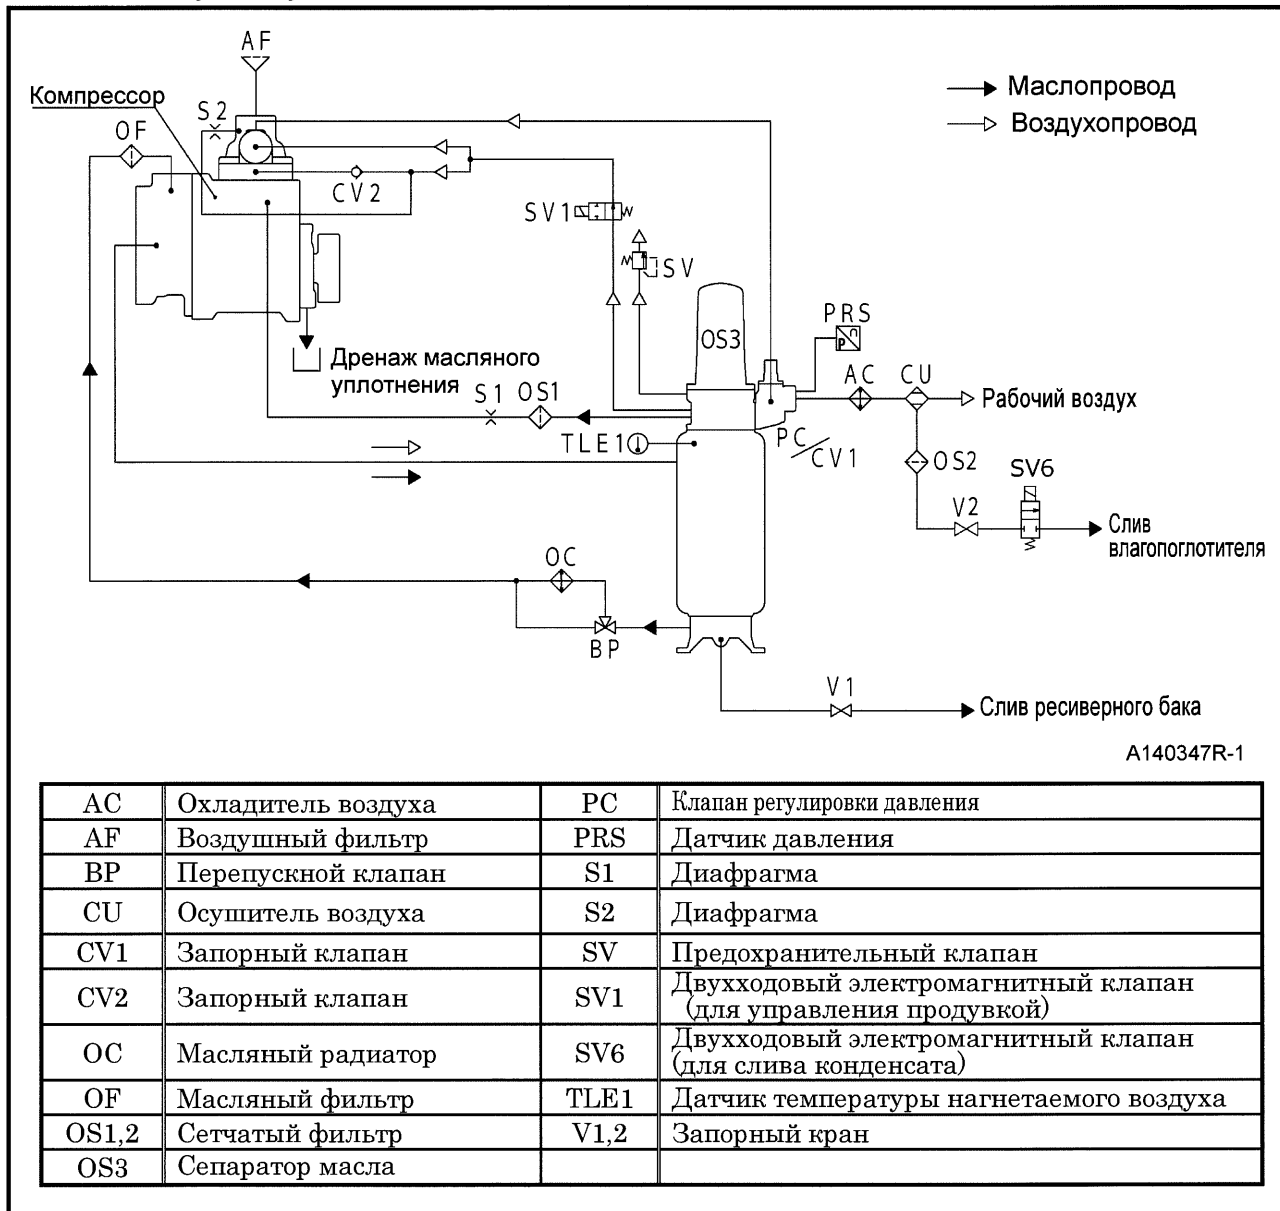 AF
Компрессор
S2
OF
Маслопровод
Воздухопровод
CV2
SV1
SV
PRS
OS3
Дренаж масляного
уплотнения
S1 OS1
AC CU
Рабочий воздух
TLE1
PC/CV1
OS2
SV6
V2
Слив
влагопоглотителя
OC
BP
V1
Слив ресиверного бака
A140347R-1
AC Охладитель воздуха PC Клапан регулировки давления
AF Воздушный фильтр PRS Датчик давления
BP Перепускной клапан S1 Диафрагма
CU Осушитель воздуха S2 Диафрагма
CV1 Запорный клапан SV Предохранительный клапан
CV2 Запорный клапан SV1 Двухходовый электромагнитный клапан
(для управления продувкой)
OC Масляный радиатор SV6 Двухходовый электромагнитный клапан
(для слива конденсата)
OF Масляный фильтр TLE1 Датчик температуры нагнетаемого воздуха
OS1,2 Сетчатый фильтр V1,2 Запорный кран
OS3 Сепаратор масла